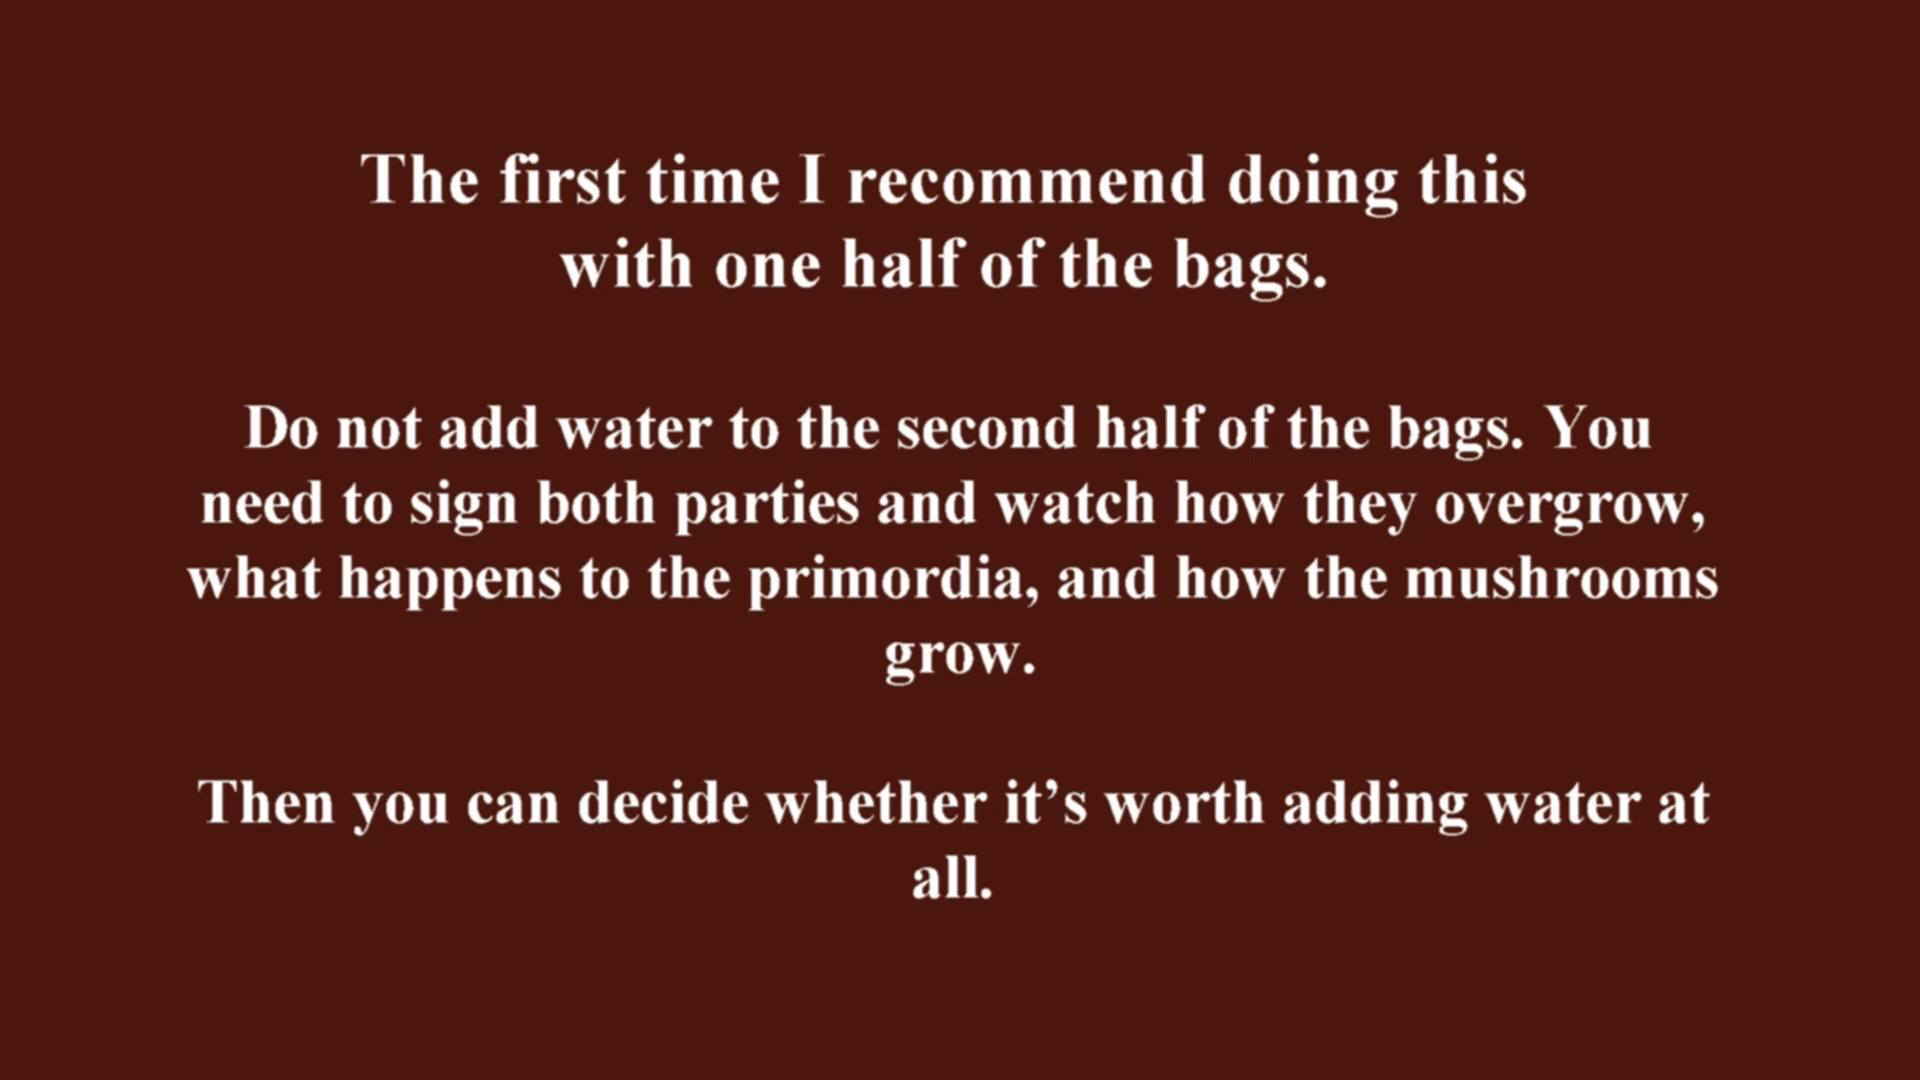 The first time I recommend doing this
with one half of the bags.
Do not add water to the second half of the bags. You
need to sign both parties and watch how they overgrow,
what happens to the primordia, and how the mushrooms
grow.
Then you can decide whether it’s worth adding water at
all.